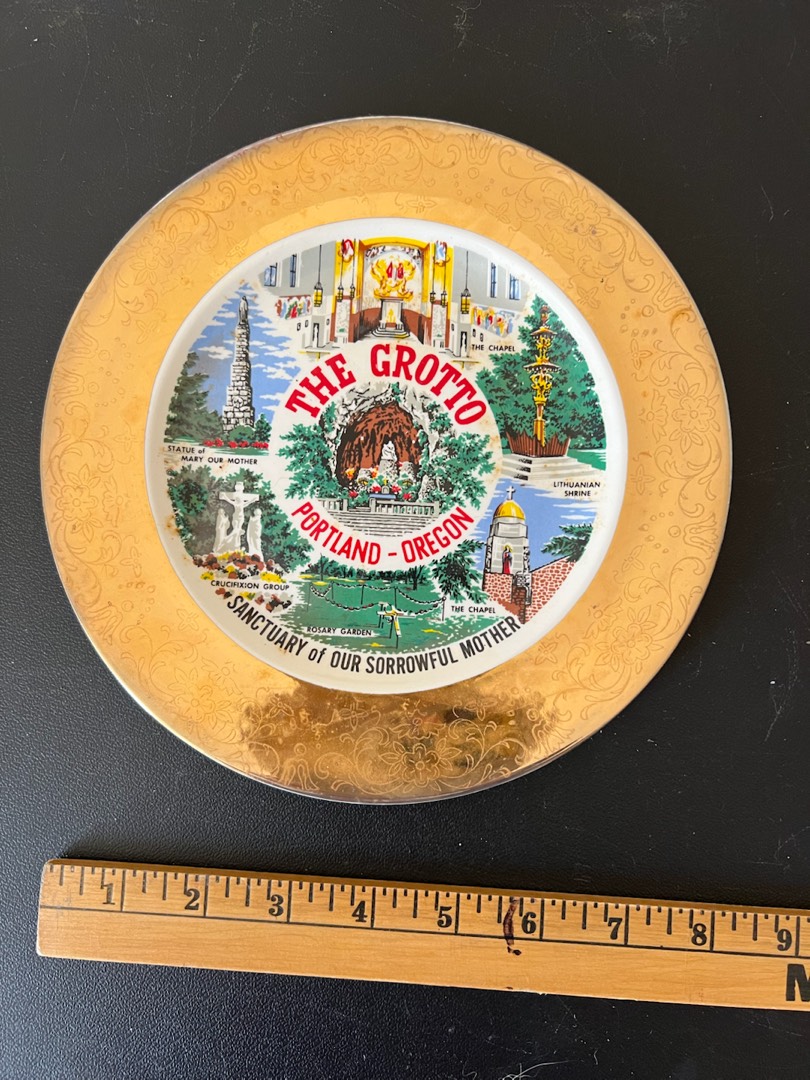 THE CHAPEL
THE GROTTO
STATUE of
MARY OUR MOTHER
LITHUANIAN
SHRINE
PORTLAND - OREGON
CRUCIFIXION GROUP
THE CHAPEL
ROSARY GARDEN
SANCTUARY of OUR SORROWFUL MOTHER
1 2 3 4 5 6 7 8 9
M